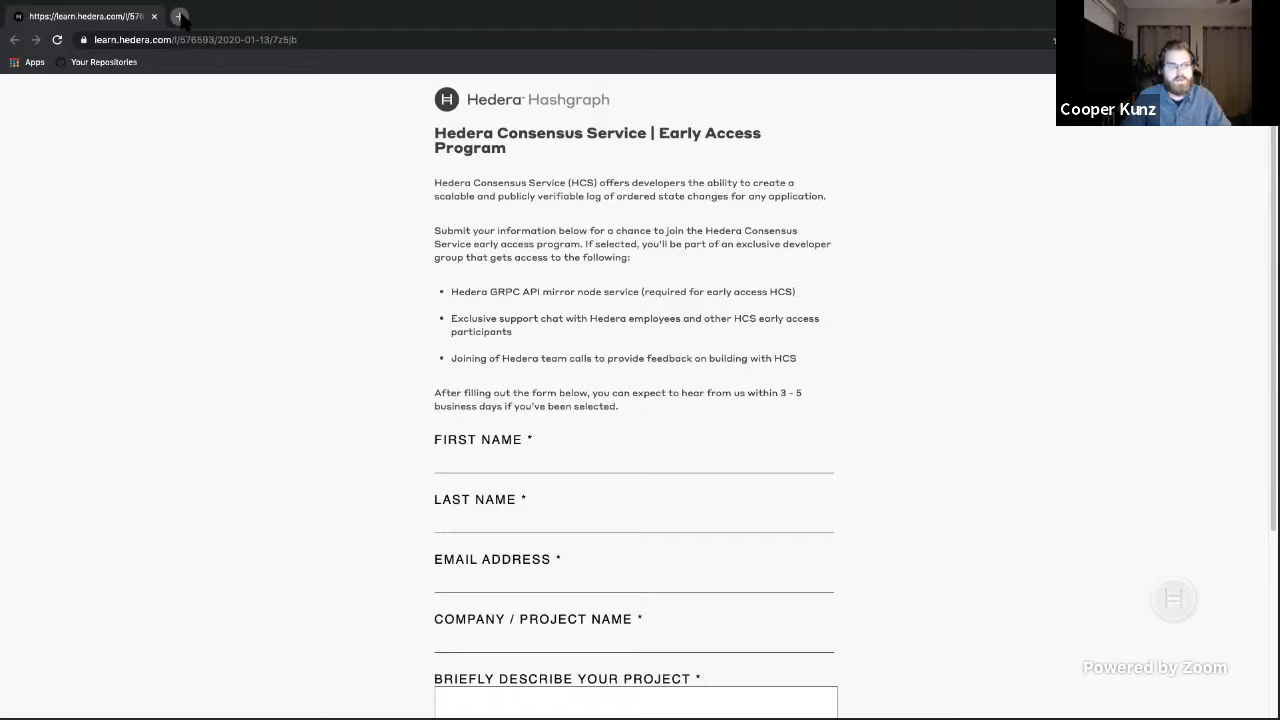 https://learn.hedera.com/l/576
learn.hedera.com/l/576593/2020-01-13/7z5jb
Apps
Your Repositories
Cooper Kunz
Hedera Hashgraph
Hedera Consensus Service | Early Access
Program
Hedera Consensus Service (HCS) offers developers the ability to create a
scalable and publicly verifiable log of ordered state changes for any application.
Submit your information below for a chance to join the Hedera Consensus
Service early access program. If selected, you'll be part of an exclusive developer
group that gets access to the following:
• Hedera GRPC API mirror node service (required for early access HCS)
• Exclusive support chat with Hedera employees and other HCS early access
participants
• Joining of Hedera team calls to provide feedback on building with HCS
After filling out the form below, you can expect to hear from us within 3 - 5
business days if you've been selected.
FIRST NAME *
LAST NAME *
EMAIL ADDRESS *
COMPANY / PROJECT NAME *
BRIEFLY DESCRIBE YOUR PROJECT *
Powered by Zoom